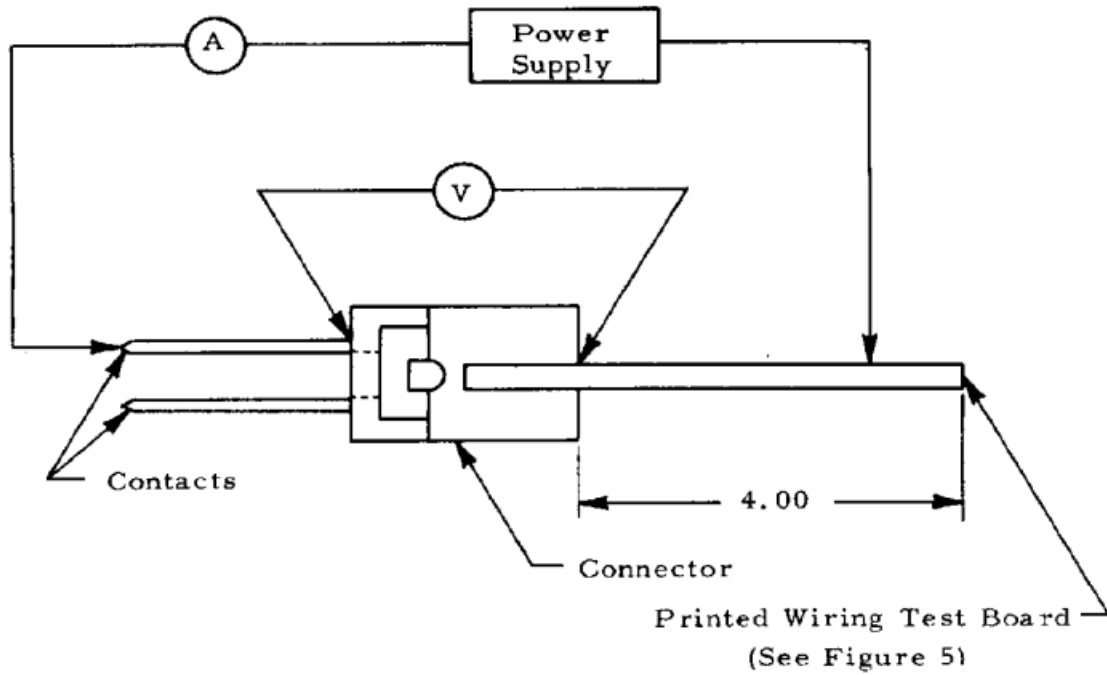 A
Power
Supply
V
Contacts
4.00
Connector
Printed Wiring Test Board
(See Figure 5)